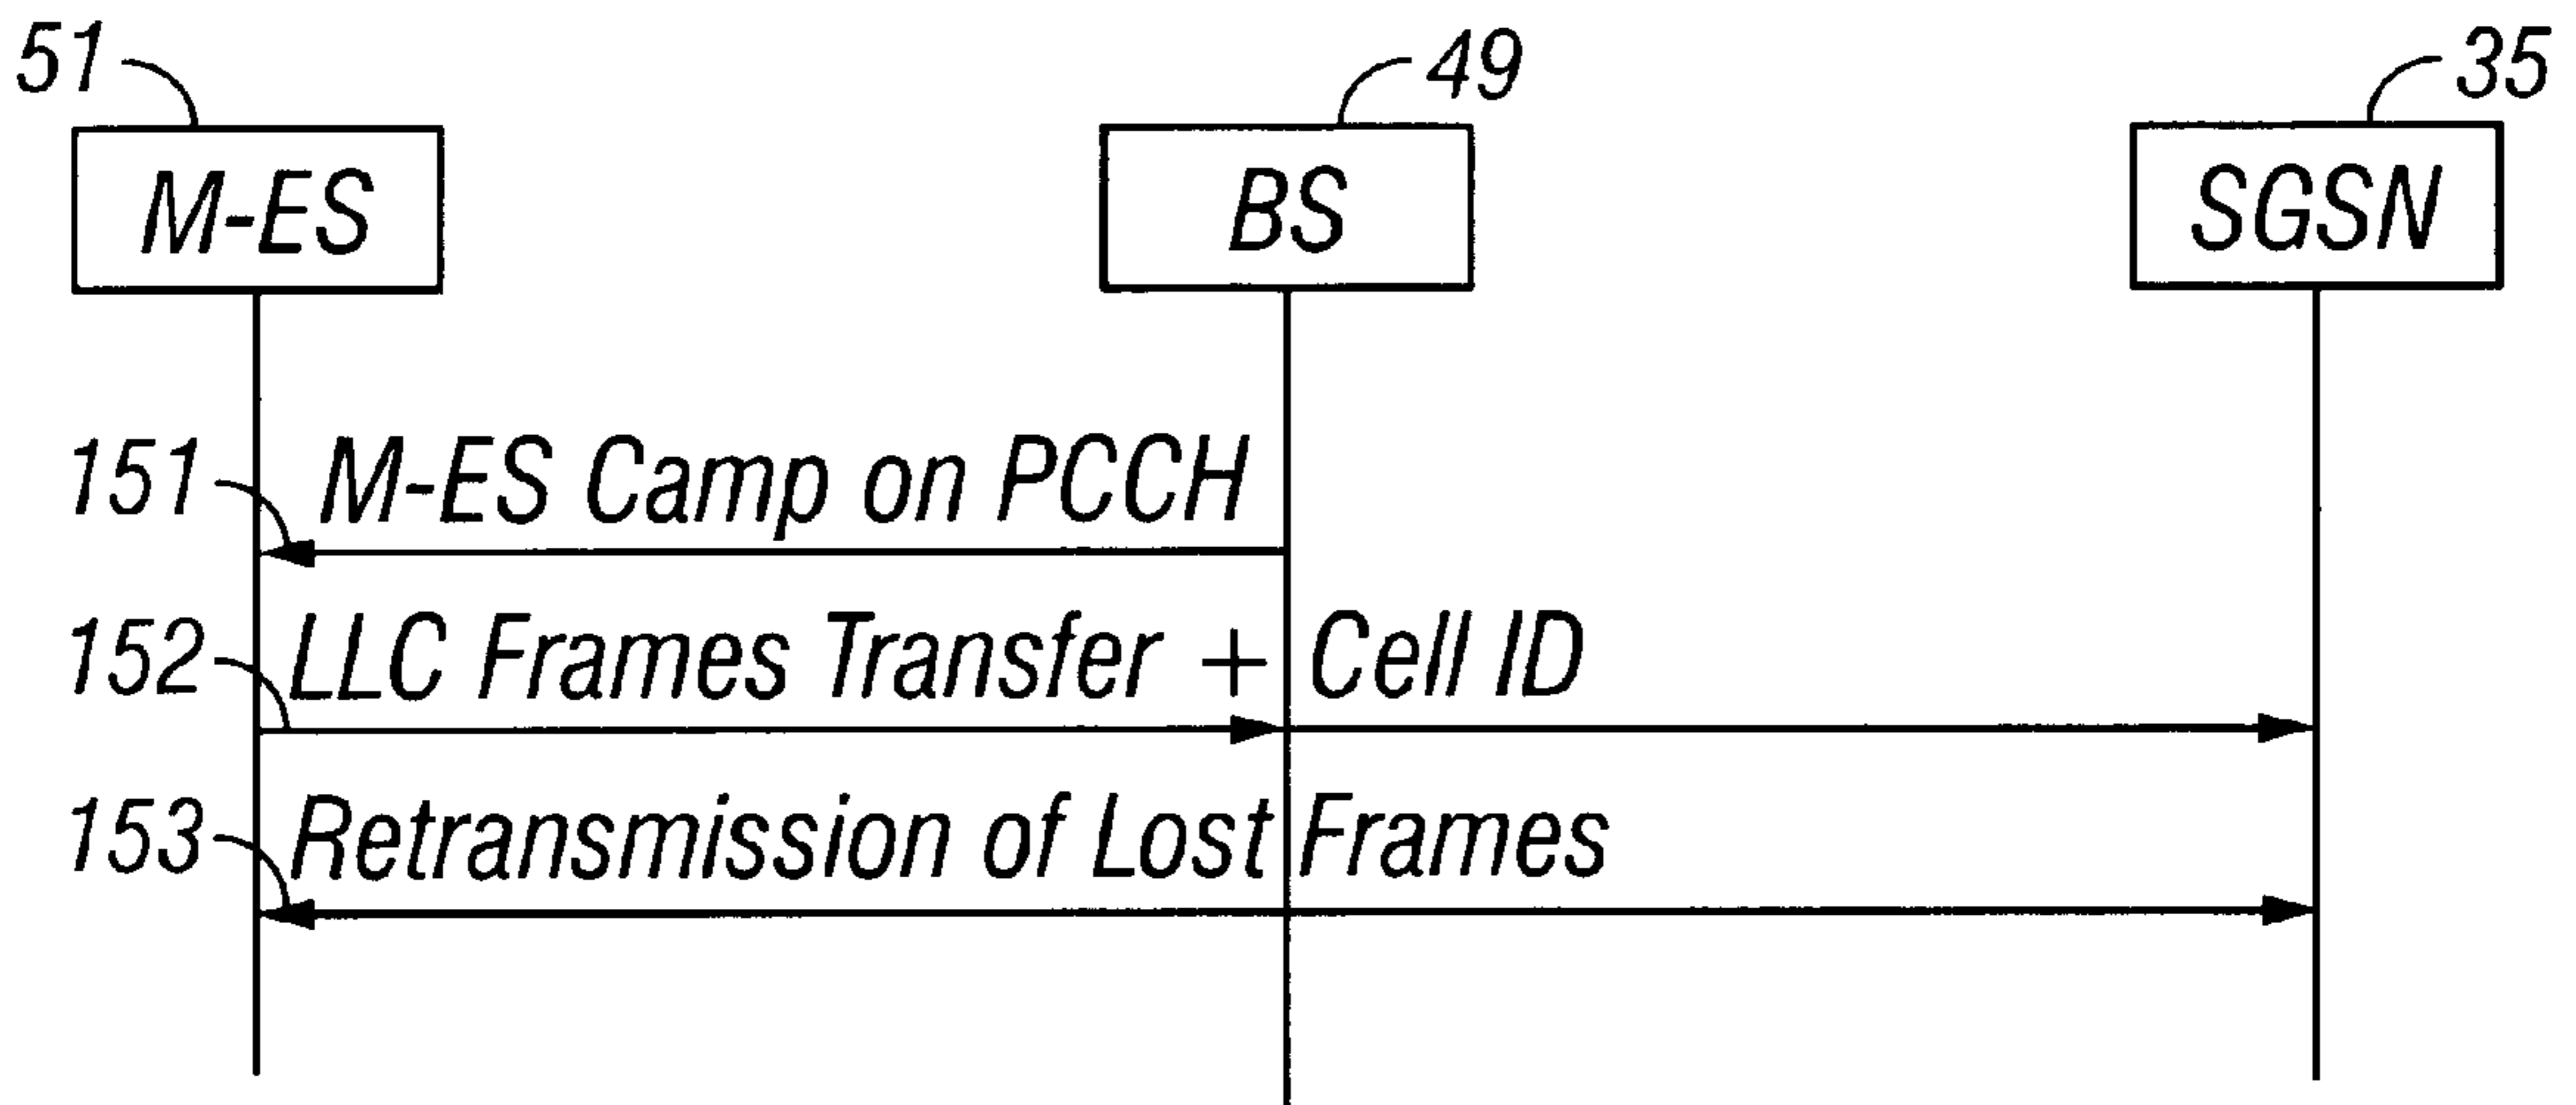 51
49
35
M-ES
BS
SGSN
151
M-ES Camp on PCCH
152
LLC Frames Transfer + Cell ID
153
Retransmission of Lost Frames